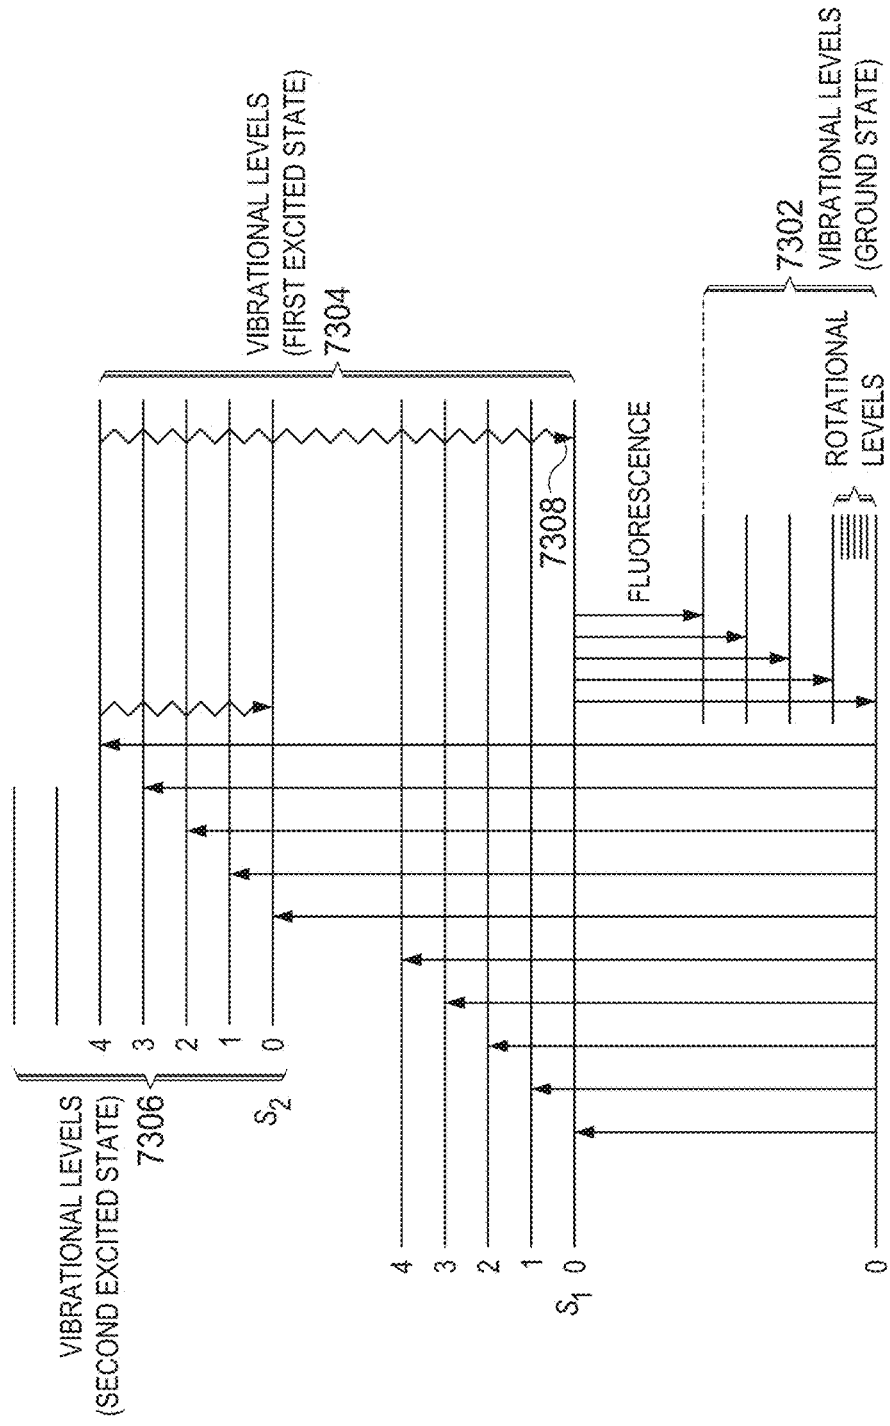 VIBRATIONAL LEVELS
(SECOND EXCITED STATE)
7306
4
3
2
1
0
S2
VIBRATIONAL LEVELS
(FIRST EXCITED STATE)
7304
4
3
2
1
0
S1
7308
FLUORESCENCE
7302
VIBRATIONAL LEVELS
(GROUND STATE)
ROTATIONAL
LEVELS
0